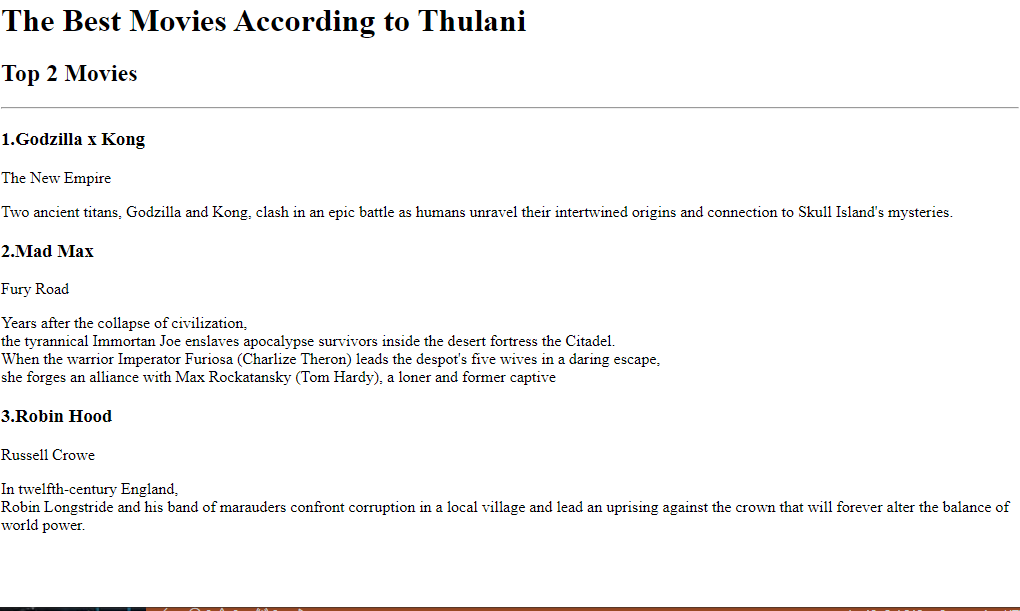 The Best Movies According to Thulani
Top 2 Movies
1.Godzilla x Kong
The New Empire
Two ancient titans, Godzilla and Kong, clash in an epic battle as humans unravel their intertwined origins and connection to Skull Island's mysteries.
2.Mad Max
Fury Road
Years after the collapse of civilization,
the tyrannical Immortan Joe enslaves apocalypse survivors inside the desert fortress the Citadel.
When the warrior Imperator Furiosa (Charlize Theron) leads the despot's five wives in a daring escape,
she forges an alliance with Max Rockatansky (Tom Hardy), a loner and former captive
3.Robin Hood
Russell Crowe
In twelfth-century England,
Robin Longstride and his band of marauders confront corruption in a local village and lead an uprising against the crown that will forever alter the balance of
world power.